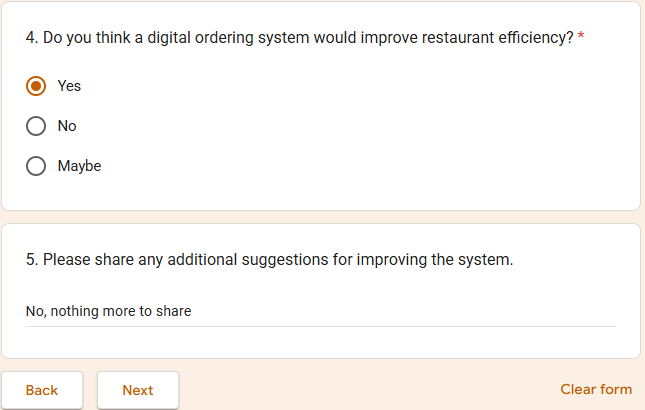 4. Do you think a digital ordering system would improve restaurant efficiency? *
Yes
No
Maybe
5. Please share any additional suggestions for improving the system.
No, nothing more to share
Back
Next
Clear form